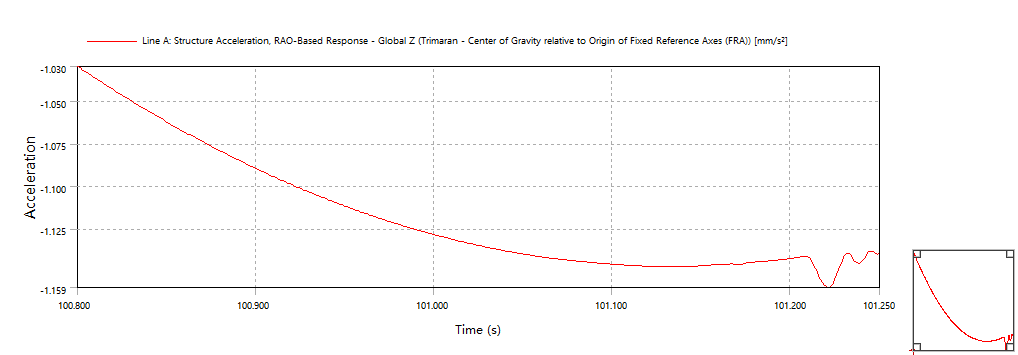 Line A: Structure Acceleration, RAO-Based Response - Global Z (Trimaran - Center of Gravity relative to Origin of Fixed Reference Axes (FRA)) [mm/s²]
-1.030
-1.050
-1.075
-1.100
-1.125
-1.159
Acceleration
100.800 100.900 101.000 101.100 101.200 101.250
Time (s)